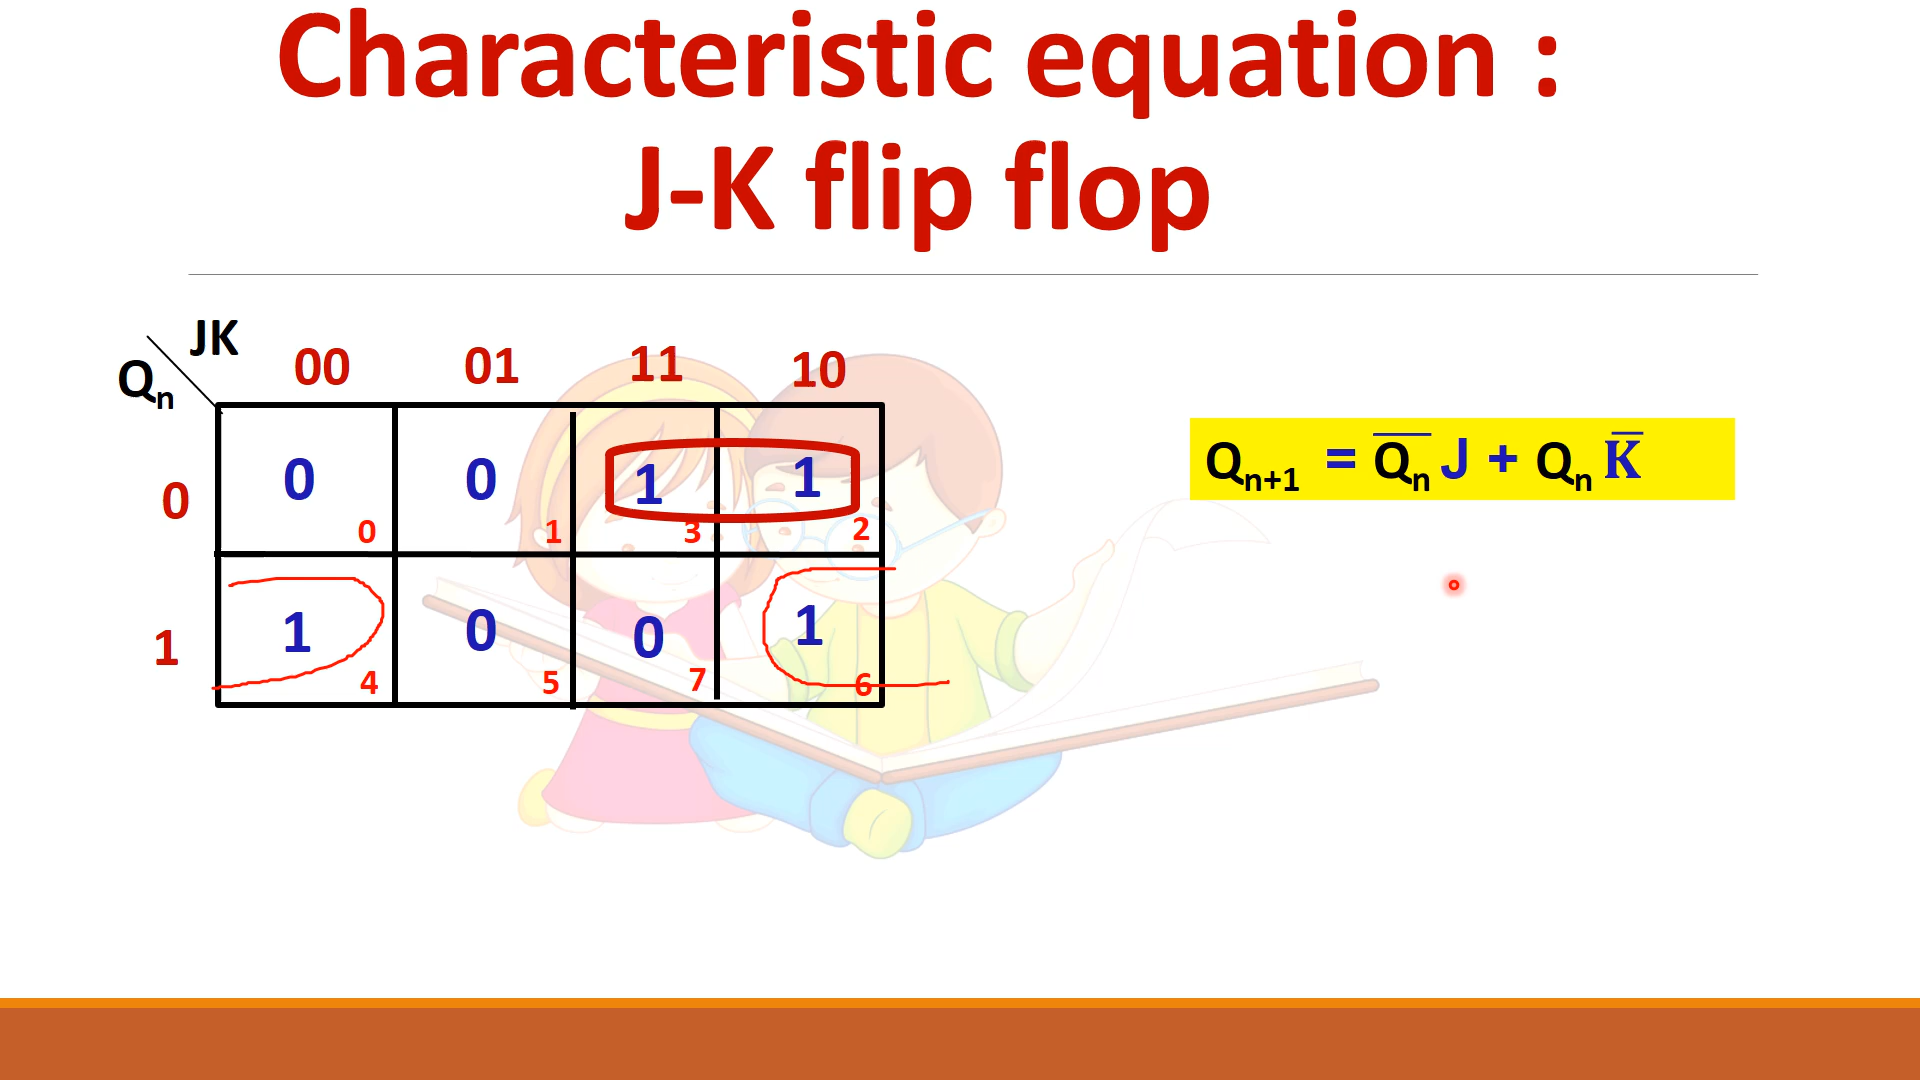 Characteristic equation :
J-K flip flop
JK
Qn
00 01 11 10
0 0 0 1 1
0 1 3 2
1 1 0 0 1
4 5 7 6
Qn+1 = Q̅n̅ J + Qn K̅